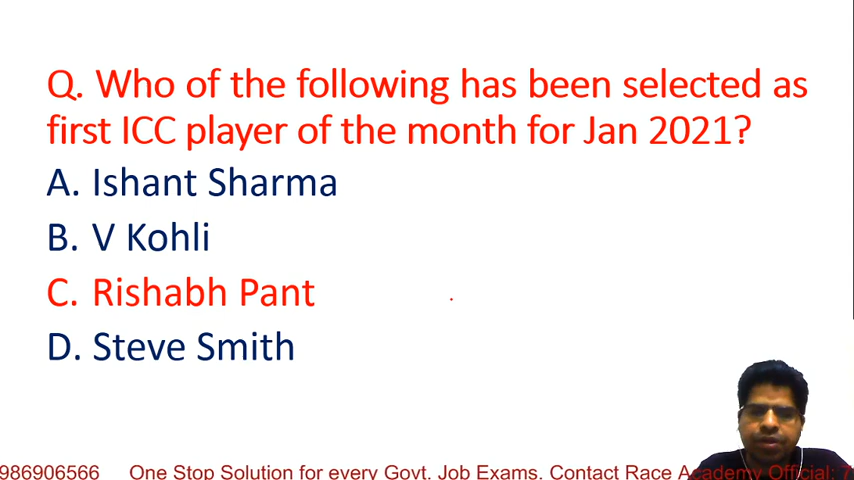 Q. Who of the following has been selected as
first ICC player of the month for Jan 2021?
A. Ishant Sharma
B. V Kohli
C. Rishabh Pant
D. Steve Smith
986906566 One Stop Solution for every Govt. Job Exams. Contact Race Academy Official: 7